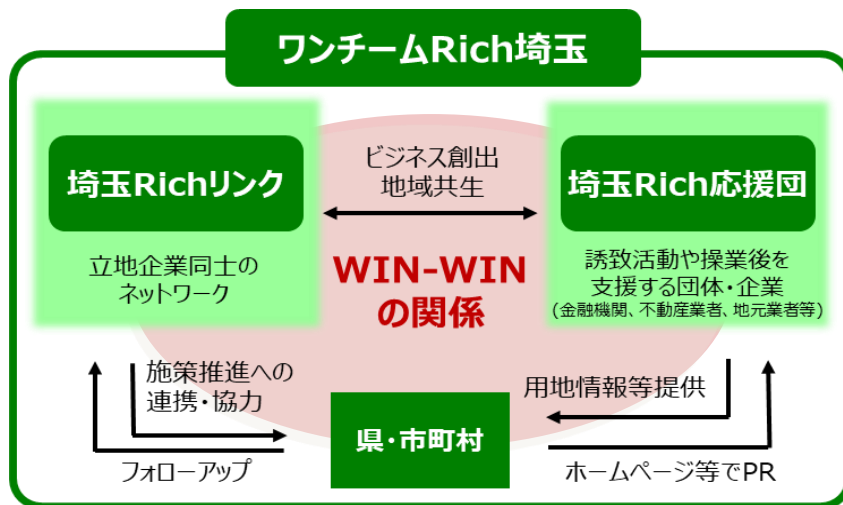 ワンチームRich埼玉
埼玉Richリンク
立地企業同士の
ネットワーク
ビジネス創出
地域共生
埼玉Rich応援団
誘致活動や操業後を
支援する団体・企業
(金融機関、不動産業者、地元業者等)
WIN-WIN
の関係
施策推進への
連携・協力
フォローアップ
県・市町村
用地情報等提供
ホームページ等でPR